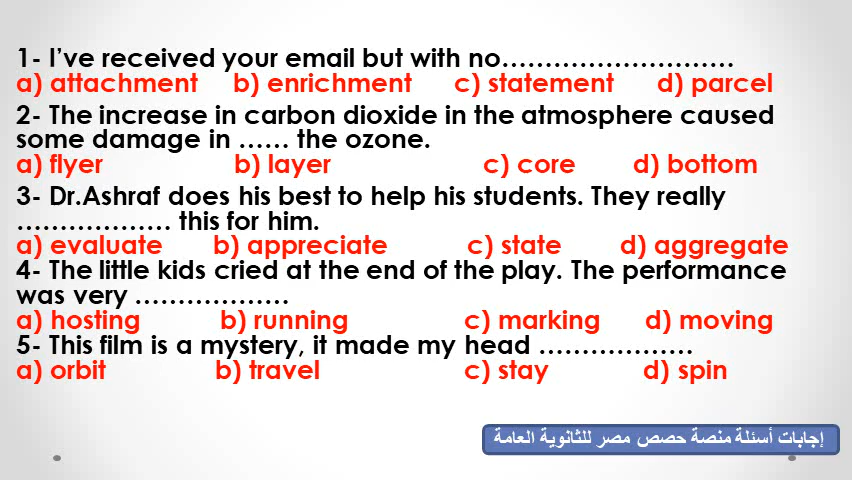 1- I’ve received your email but with no………………………
a) attachment b) enrichment c) statement d) parcel
2- The increase in carbon dioxide in the atmosphere caused
some damage in …… the ozone.
a) flyer b) layer c) core d) bottom
3- Dr.Ashraf does his best to help his students. They really
……………… this for him.
a) evaluate b) appreciate c) state d) aggregate
4- The little kids cried at the end of the play. The performance
was very ………………
a) hosting b) running c) marking d) moving
5- This film is a mystery, it made my head ………………
a) orbit b) travel c) stay d) spin
إجابات أسئلة منصة حصص مصر للثانوية العامة